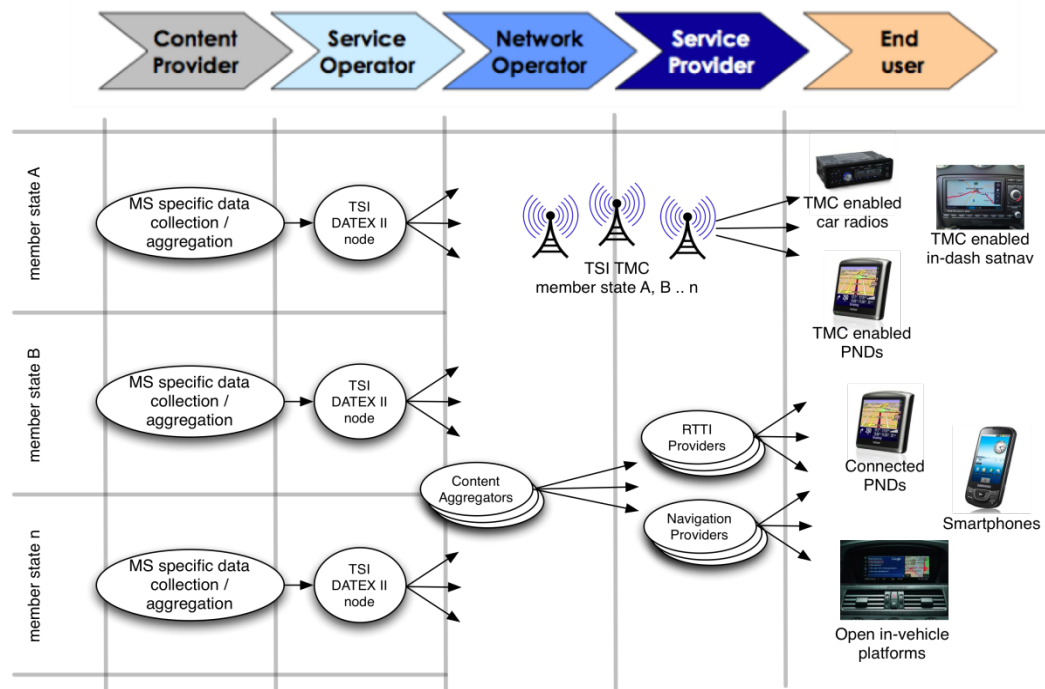 Content
Provider
Service
Operator
Network
Operator
Service
Provider
End
user
member state A
MS specific data
collection /
aggregation
TSI
DATEX II
node
TSI TMC
member state A, B .. n
TMC enabled
car radios
TMC enabled
in-dash satnav
TMC enabled
PNDs
member state B
MS specific data
collection /
aggregation
TSI
DATEX II
node
Content
Aggregators
RTTI
Providers
Navigation
Providers
Connected
PNDs
Smartphones
member state n
MS specific data
collection /
aggregation
TSI
DATEX II
node
Open in-vehicle
platforms